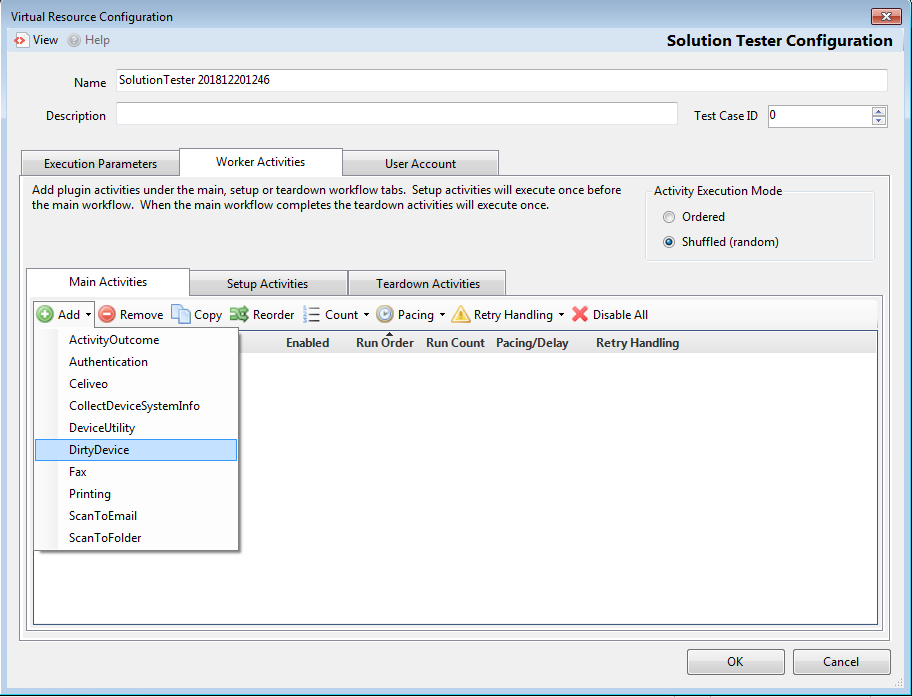 Virtual Resource Configuration
View Help
Solution Tester Configuration
Name SolutionTester 201812201246
Description Test Case ID 0
Execution Parameters Worker Activities User Account
Add plugin activities under the main, setup or teardown workflow tabs. Setup activities will execute once before
the main workflow. When the main workflow completes the teardown activities will execute once.
Activity Execution Mode
Ordered
Shuffled (random)
Main Activities Setup Activities Teardown Activities
Add Remove Copy Reorder Count Pacing Retry Handling Disable All
Enabled Run Order Run Count Pacing/Delay Retry Handling
ActivityOutcome
Authentication
Celiveo
CollectDeviceSystemInfo
DeviceUtility
DirtyDevice
Fax
Printing
ScanToEmail
ScanToFolder
OK Cancel